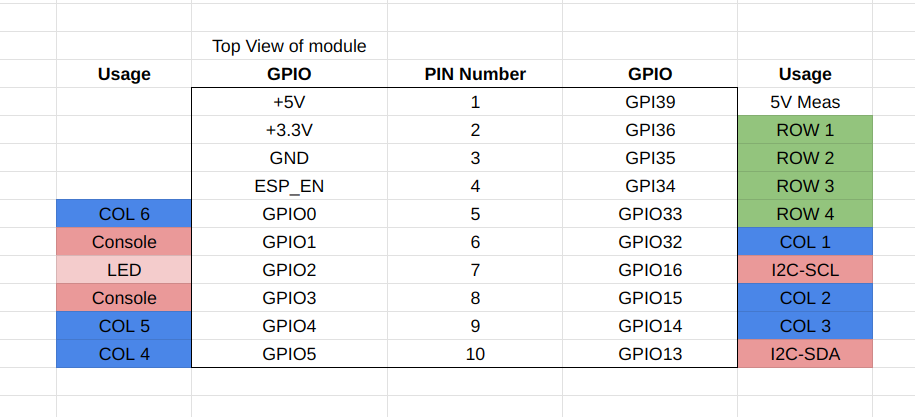 Top View of module
Usage GPIO PIN Number GPIO Usage
+5V 1 GPI39 5V Meas
+3.3V 2 GPI36 ROW 1
GND 3 GPI35 ROW 2
ESP_EN 4 GPI34 ROW 3
COL 6 GPIO0 5 GPIO33 ROW 4
Console GPIO1 6 GPIO32 COL 1
LED GPIO2 7 GPIO16 I2C-SCL
Console GPIO3 8 GPIO15 COL 2
COL 5 GPIO4 9 GPIO14 COL 3
COL 4 GPIO5 10 GPIO13 I2C-SDA